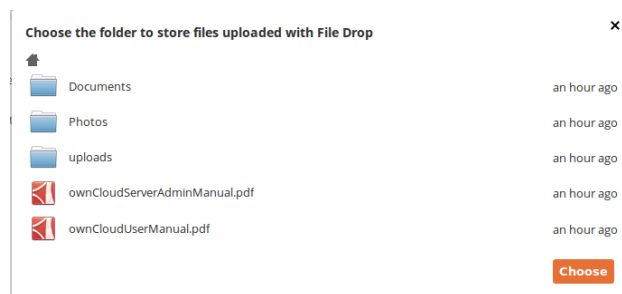 Choose the folder to store files uploaded with File Drop
Documents an hour ago
Photos an hour ago
uploads an hour ago
ownCloudServerAdminManual.pdf an hour ago
ownCloudUserManual.pdf an hour ago
Choose